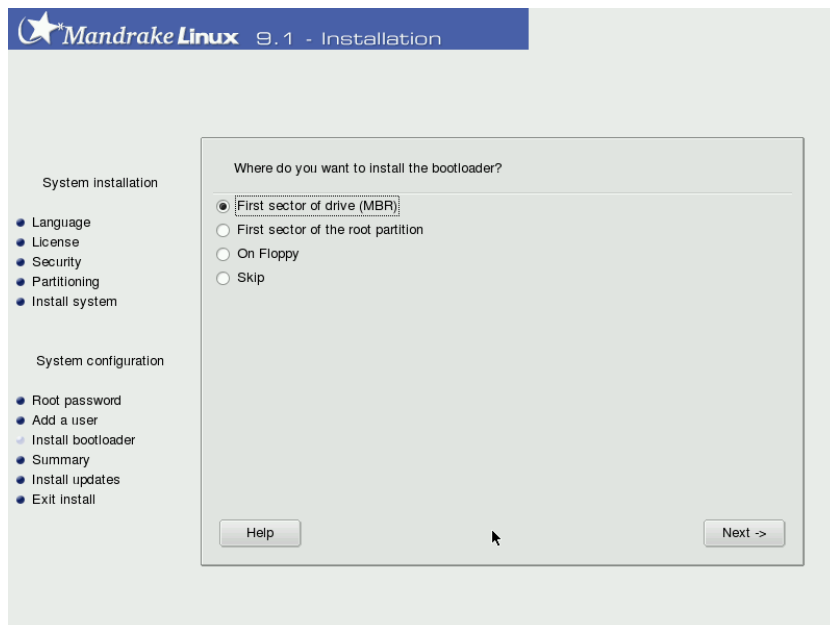 Mandrake Linux 9.1 - Installation
System installation
Language
License
Security
Partitioning
Install system
System configuration
Root password
Add a user
Install bootloader
Summary
Install updates
Exit install
Where do you want to install the bootloader?
First sector of drive (MBR)
First sector of the root partition
On Floppy
Skip
Help
Next ->